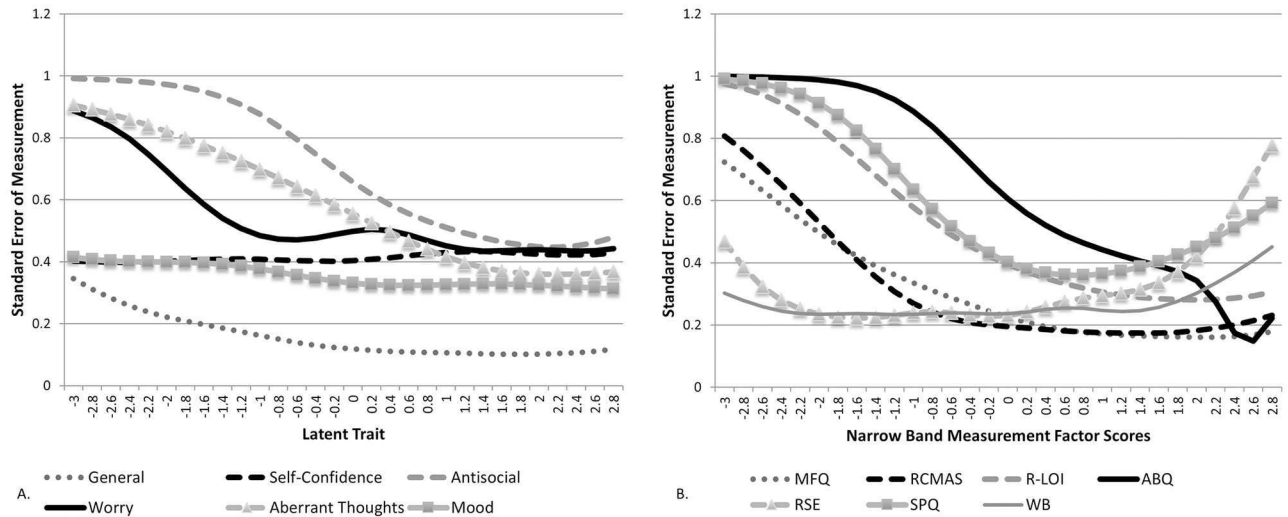 1.2
1
0.8
0.6
0.4
0.2
0
Standard Error of Measurement
-3 -2.8 -2.6 -2.4 -2.2 -2 -1.8 -1.6 -1.4 -1.2 -1 -0.8 -0.6 -0.4 -0.2 0 0.2 0.4 0.6 0.8 1 1.2 1.4 1.6 1.8 2 2.2 2.4 2.6 2.8
Latent Trait
General Self-Confidence Antisocial
A.
Worry Aberrant Thoughts Mood
1.2
1
0.8
0.6
0.4
0.2
0
Standard Error of Measurement
-3 -2.8 -2.6 -2.4 -2.2 -2 -1.8 -1.6 -1.4 -1.2 -1 -0.8 -0.6 -0.4 -0.2 0 0.2 0.4 0.6 0.8 1 1.2 1.4 1.6 1.8 2 2.2 2.4 2.6 2.8
Narrow Band Measurement Factor Scores
MFQ RCMAS R-LOI ABQ
B.
RSE SPQ WB